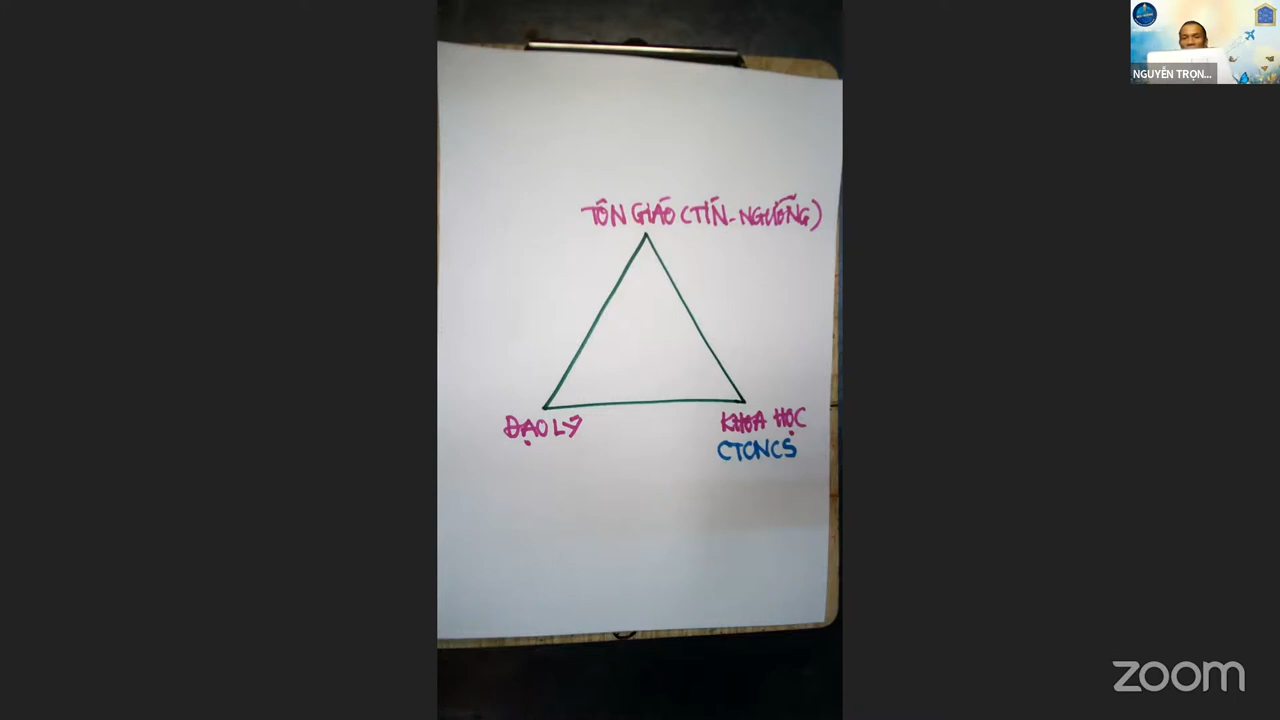 NGUYỄN TRỌN...
TÔN GIÁO (TÍN - NGƯỠNG)
ĐẠO LÝ
KHOA HỌC
CTCNCS
zoom